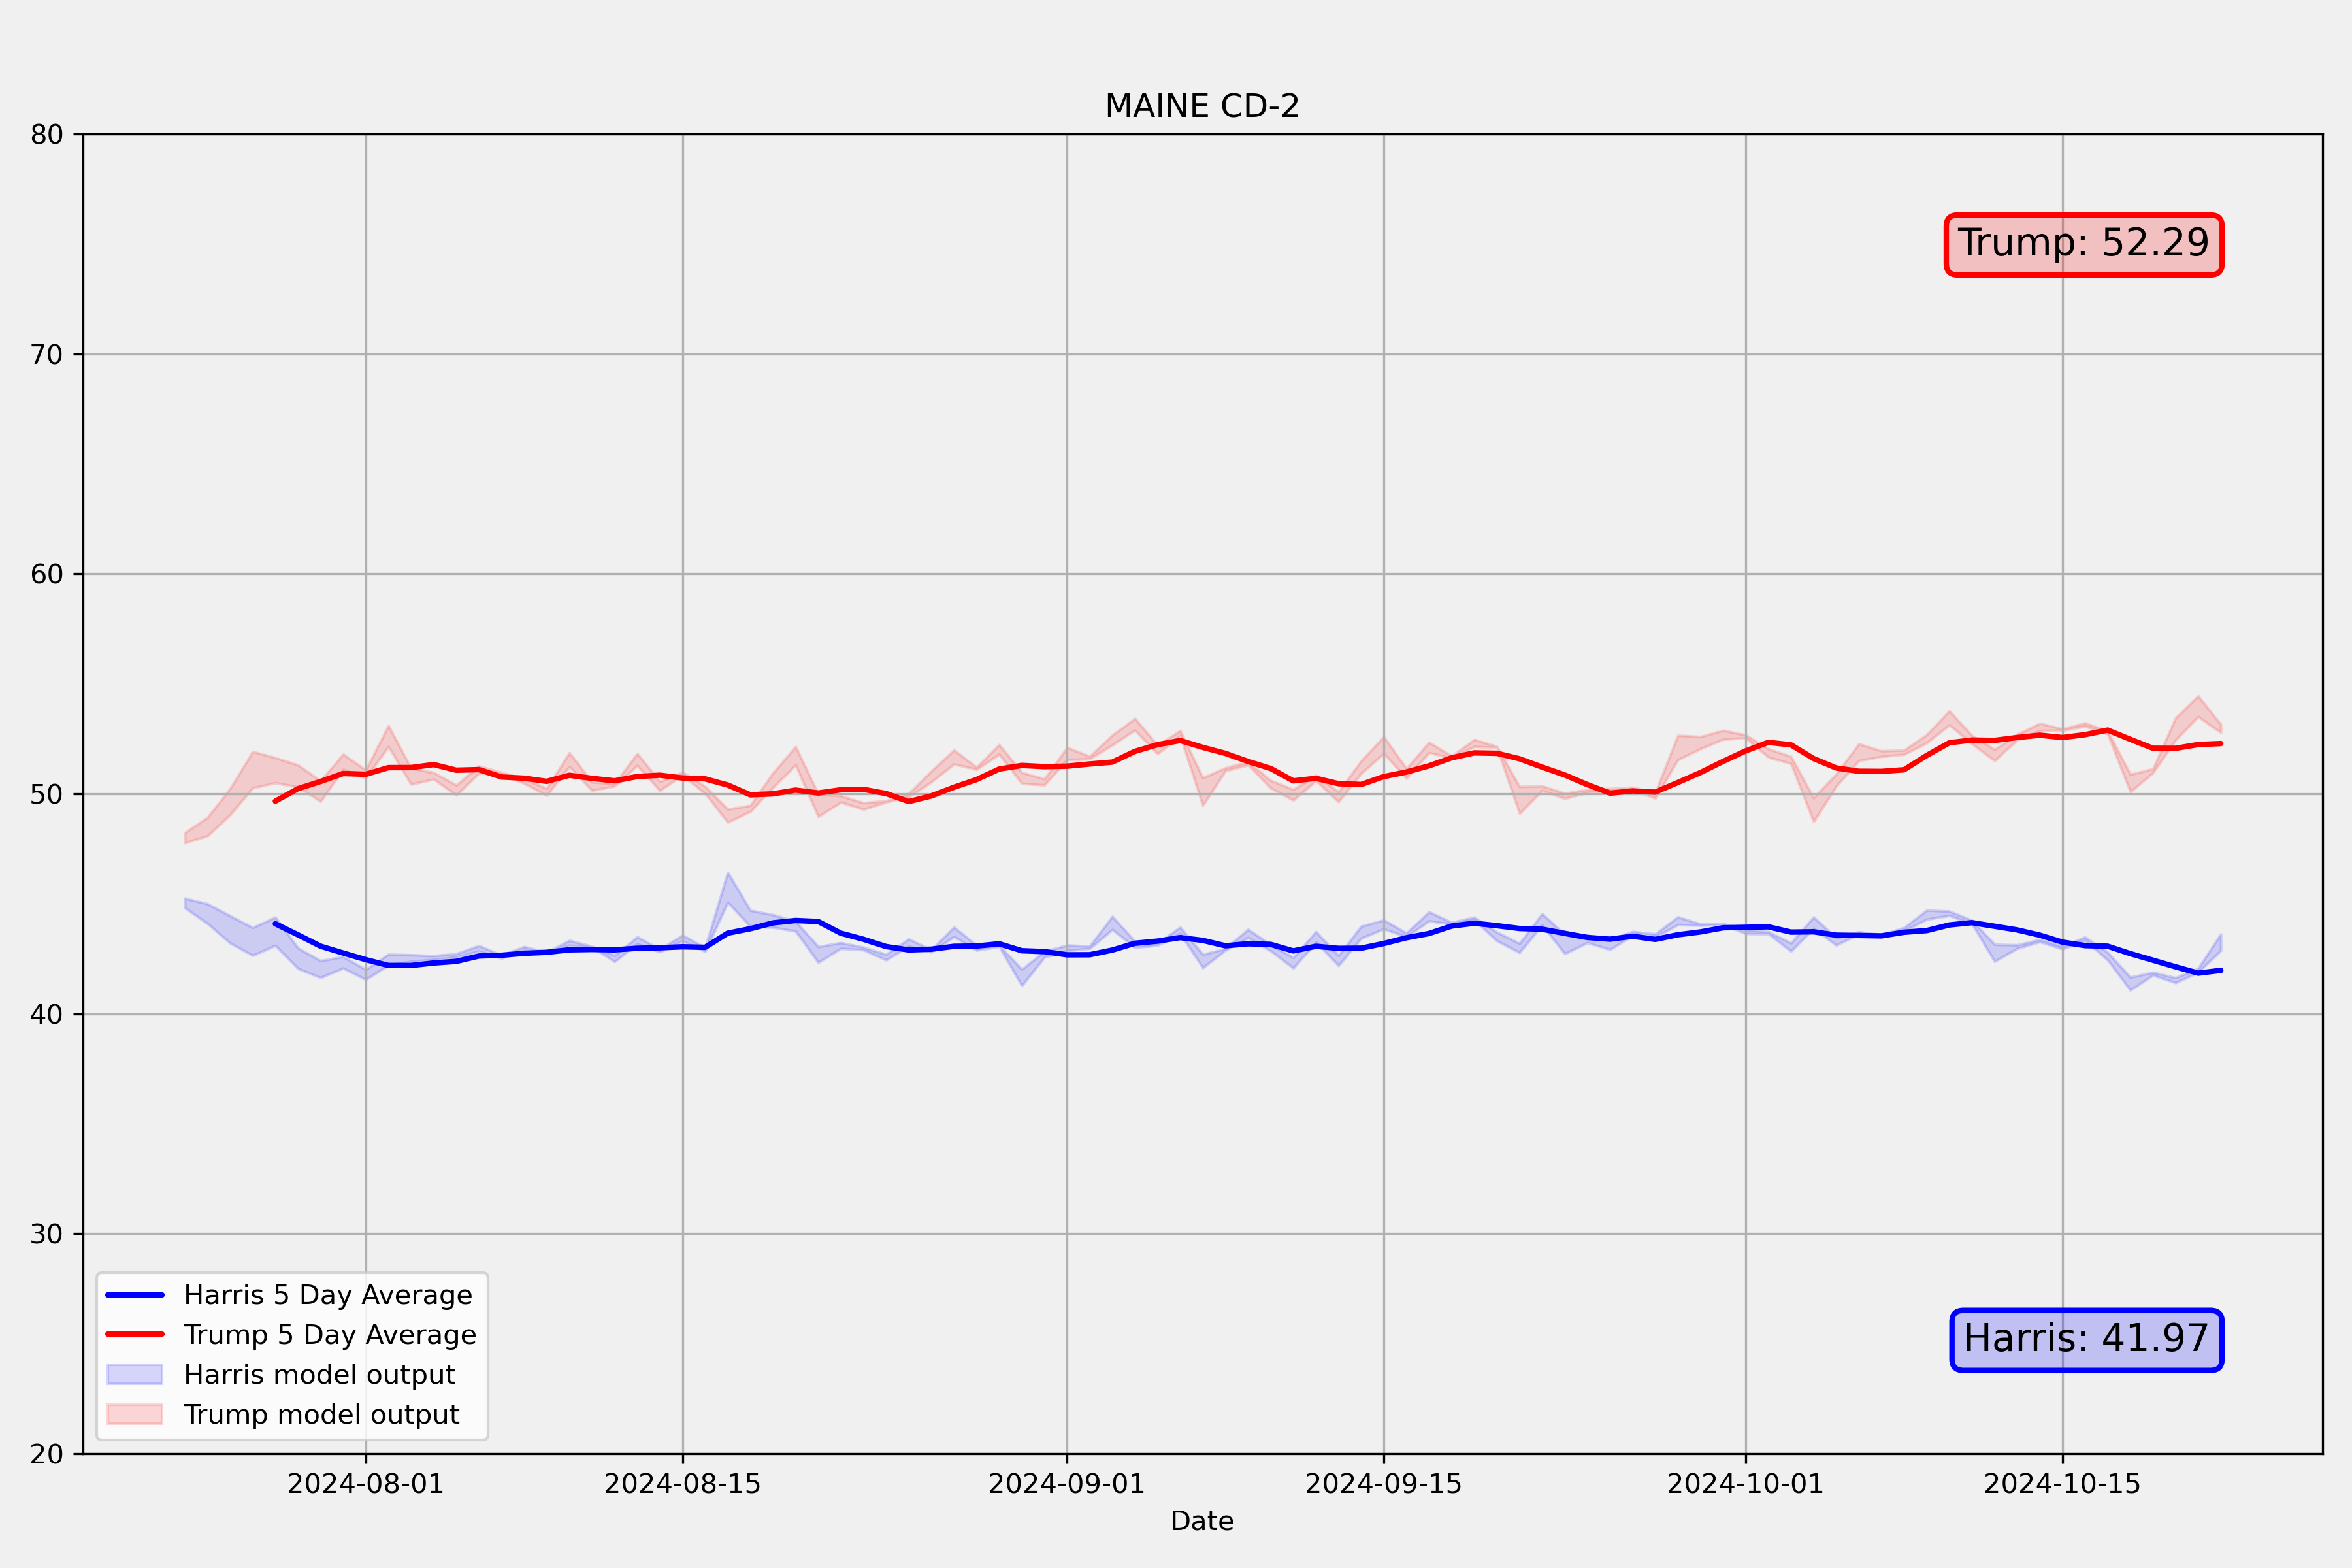 MAINE CD-2
80
70
60
50
40
30
20
Trump: 52.29
Harris: 41.97
Harris 5 Day Average
Trump 5 Day Average
Harris model output
Trump model output
2024-08-01
2024-08-15
2024-09-01
2024-09-15
2024-10-01
2024-10-15
Date